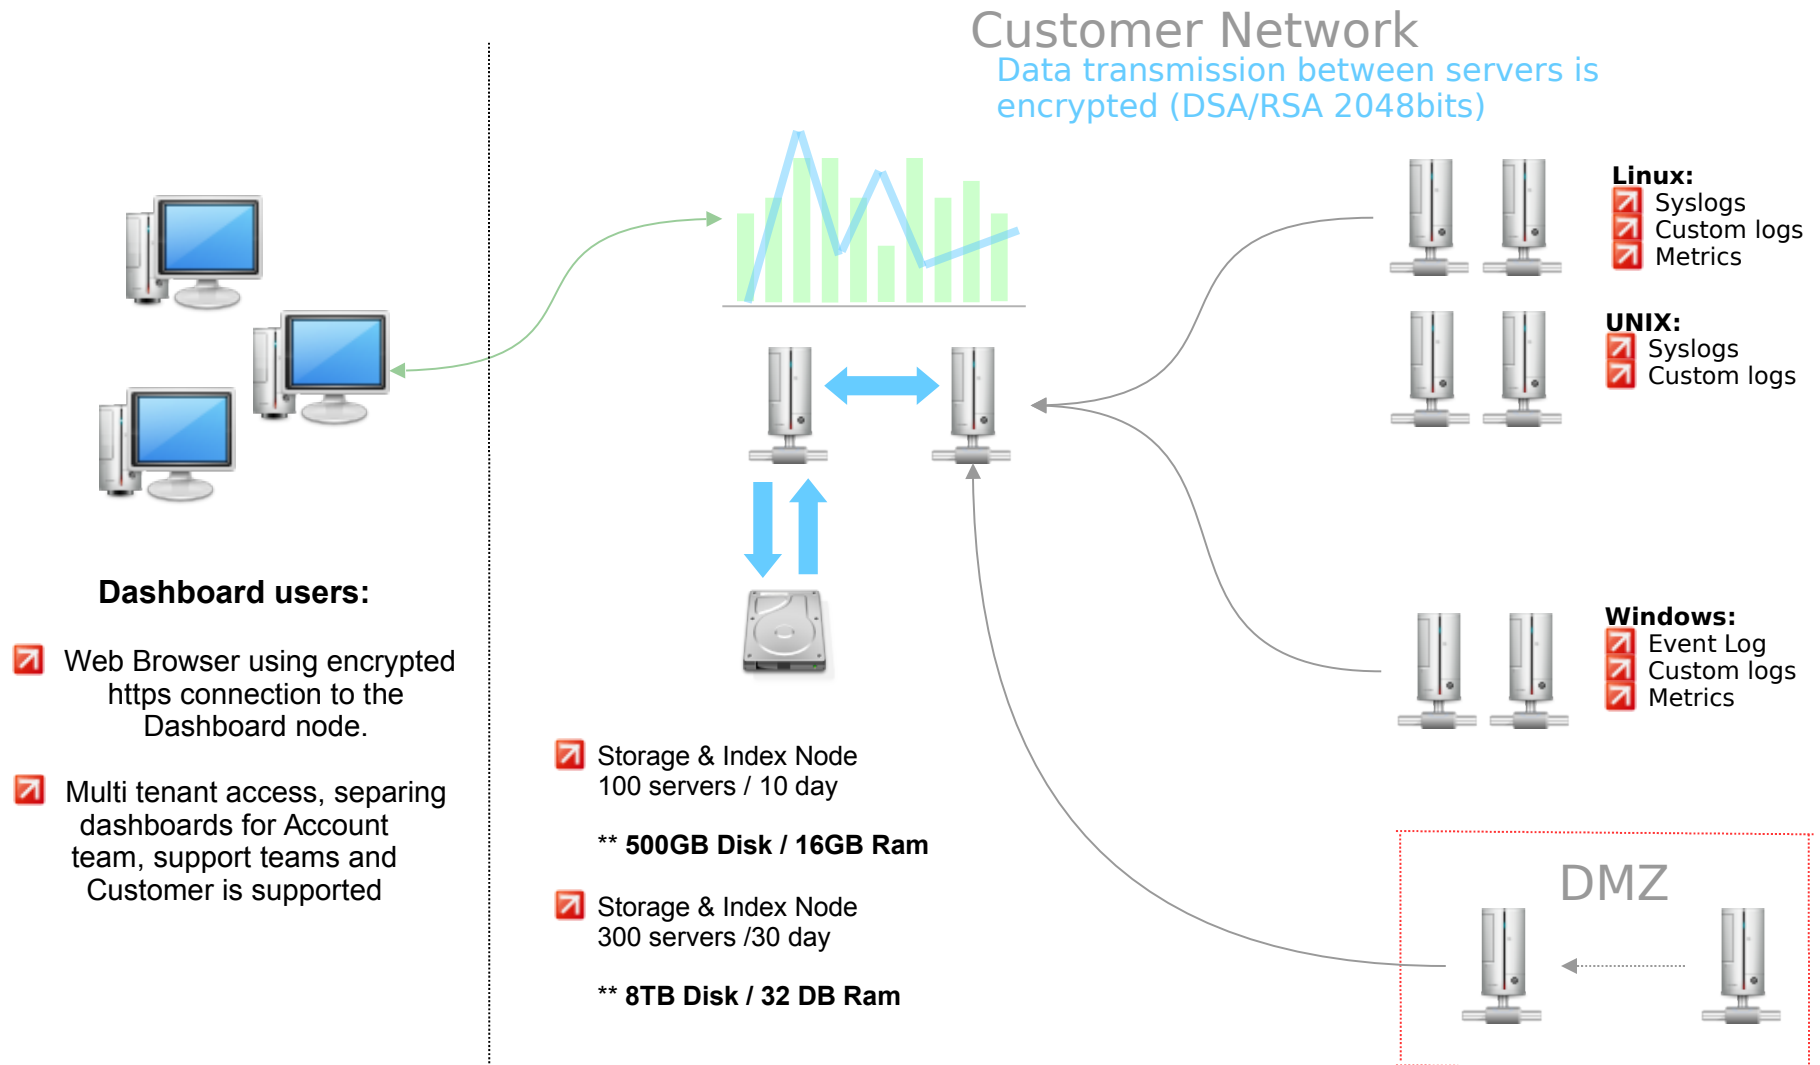 Customer Network
Data transmission between servers is
encrypted (DSA/RSA 2048bits)
Linux:
Syslogs
Custom logs
Metrics
UNIX:
Syslogs
Custom logs
Windows:
Event Log
Custom logs
Metrics
Dashboard users:
Web Browser using encrypted
https connection to the
Dashboard node.
Multi tenant access, separing
dashboards for Account
team, support teams and
Customer is supported
Storage & Index Node
100 servers / 10 day
** 500GB Disk / 16GB Ram
Storage & Index Node
300 servers /30 day
** 8TB Disk / 32 DB Ram
DMZ